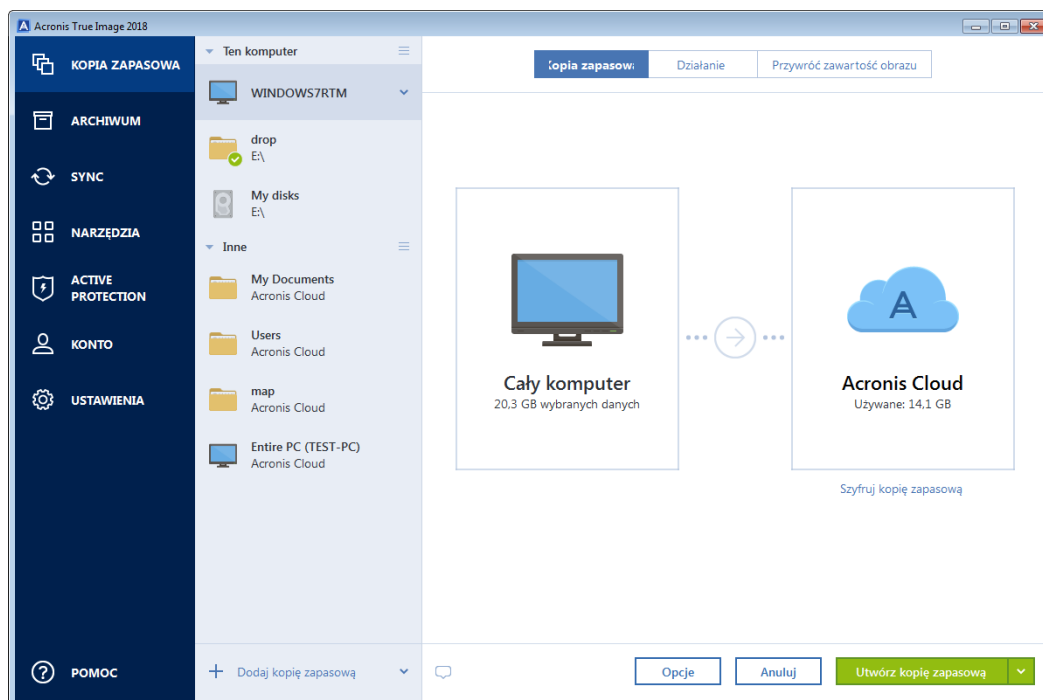 Acronis True Image 2018
KOPIA ZAPASOWA
ARCHIWUM
SYNC
NARZĘDZIA
ACTIVE
PROTECTION
KONTO
USTAWIENIA
POMOC
Ten komputer
WINDOWS7RTM
drop
E:\
My disks
E:\
Inne
My Documents
Acronis Cloud
Users
Acronis Cloud
map
Acronis Cloud
Entire PC (TEST-PC)
Acronis Cloud
Dodaj kopię zapasową
Kopia zapasowa
Działanie
Przywróć zawartość obrazu
Cały komputer
20,3 GB wybranych danych
Acronis Cloud
Używane: 14,1 GB
Szyfruj kopię zapasową
Opcje
Anuluj
Utwórz kopię zapasową